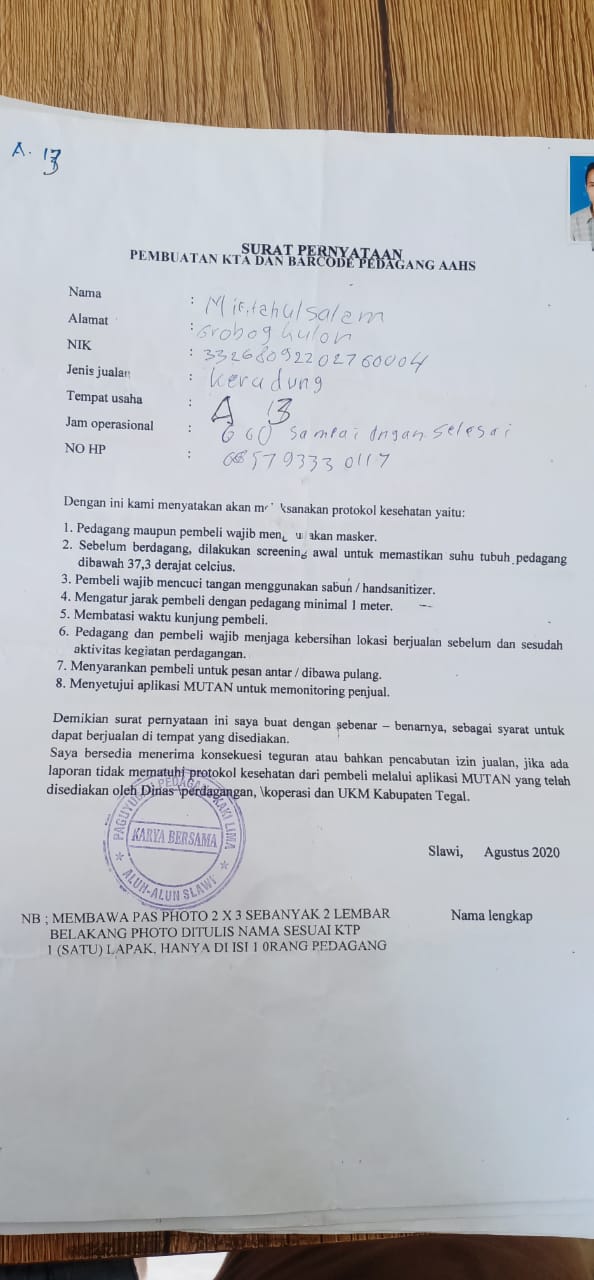 A. 13
SURAT PERNYATAAN
PEMBUATAN KTA DAN BARCODE PEDAGANG AAHS
Nama : Miftahulsalam
Alamat : Grobog kulon
NIK : 33268092202760004
Jenis jualan : keradung
Tempat usaha : A 13
Jam operasional : 600 sampai dngan selesai
NO HP : 085793330117
Dengan ini kami menyatakan akan ksanakan protokol kesehatan yaitu:
1. Pedagang maupun pembeli wajib akan masker.
2. Sebelum berdagang, dilakukan screening awal untuk memastikan suhu tubuh pedagang
dibawah 37,3 derajat celcius.
3. Pembeli wajib mencuci tangan menggunakan sabun / handsanitizer.
4. Mengatur jarak pembeli dengan pedagang minimal 1 meter.
5. Membatasi waktu kunjung pembeli.
6. Pedagang dan pembeli wajib menjaga kebersihan lokasi berjualan sebelum dan sesudah
aktivitas kegiatan perdagangan.
7. Menyarankan pembeli untuk pesan antar / dibawa pulang.
8. Menyetujui aplikasi MUTAN untuk memonitoring penjual.
Demikian surat pernyataan ini saya buat dengan sebenar – benarnya, sebagai syarat untuk
dapat berjualan di tempat yang disediakan.
Saya bersedia menerima konsekuesi teguran atau bahkan pencabutan izin jualan, jika ada
laporan tidak mematuhi protokol kesehatan dari pembeli melalui aplikasi MUTAN yang telah
disediakan oleh Dinas \perdagangan, \koperasi dan UKM Kabupaten Tegal.
PAGUYUBAN PEDAGANG KAKI LIMA
KARYA BERSAMA
ALUN-ALUN SLAWI
Slawi, Agustus 2020
Nama lengkap
NB ; MEMBAWA PAS PHOTO 2 X 3 SEBANYAK 2 LEMBAR
BELAKANG PHOTO DITULIS NAMA SESUAI KTP
1 (SATU) LAPAK, HANYA DI ISI 1 0RANG PEDAGANG